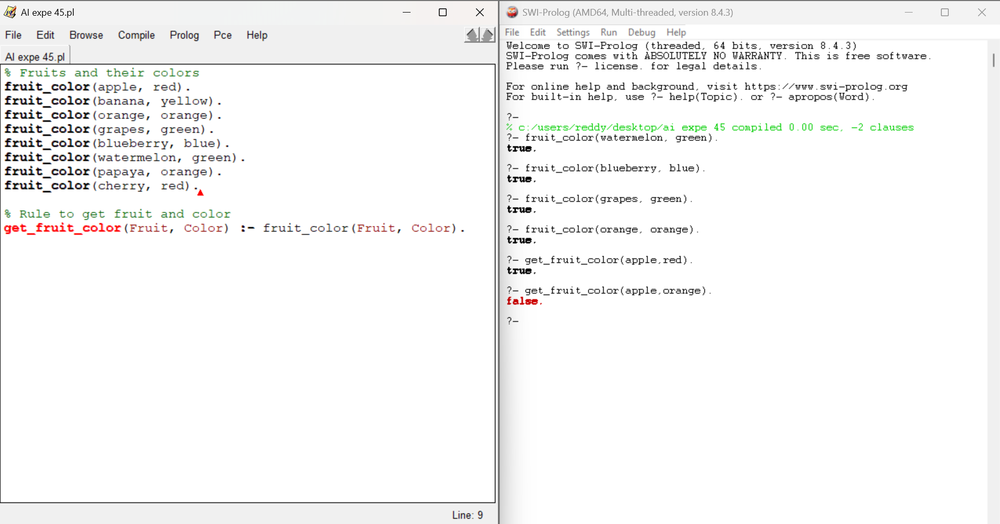 AI expe 45.pl
File Edit Browse Compile Prolog Pce Help
AI expe 45.pl
% Fruits and their colors
fruit_color(apple, red).
fruit_color(banana, yellow).
fruit_color(orange, orange).
fruit_color(grapes, green).
fruit_color(blueberry, blue).
fruit_color(watermelon, green).
fruit_color(papaya, orange).
fruit_color(cherry, red).
% Rule to get fruit and color
get_fruit_color(Fruit, Color) :- fruit_color(Fruit, Color).
Line: 9
SWI-Prolog (AMD64, Multi-threaded, version 8.4.3)
File Edit Settings Run Debug Help
Welcome to SWI-Prolog (threaded, 64 bits, version 8.4.3)
SWI-Prolog comes with ABSOLUTELY NO WARRANTY. This is free software.
Please run ?- license. for legal details.
For online help and background, visit https://www.swi-prolog.org
For built-in help, use ?- help(Topic). or ?- apropos(Word).
?-
% c:/users/reddy/desktop/ai expe 45 compiled 0.00 sec, -2 clauses
?- fruit_color(watermelon, green).
true.
?- fruit_color(blueberry, blue).
true.
?- fruit_color(grapes, green).
true.
?- fruit_color(orange, orange).
true.
?- get_fruit_color(apple,red).
true.
?- get_fruit_color(apple,orange).
false.
?-